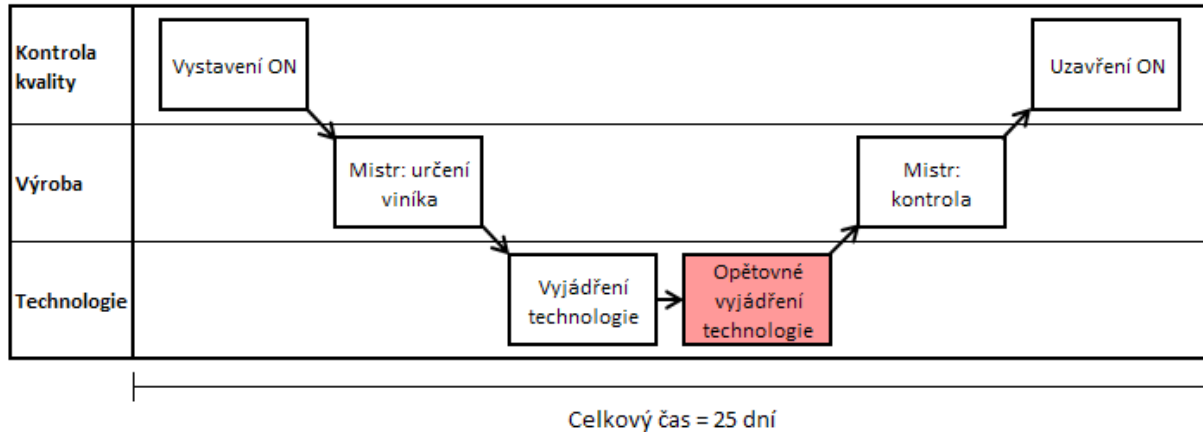 Kontrola
kvality
Vystavení ON
Uzavření ON
Výroba
Mistr: určení
viníka
Mistr:
kontrola
Technologie
Vyjádření
technologie
Opětovné
vyjádření
technologie
Celkový čas = 25 dní